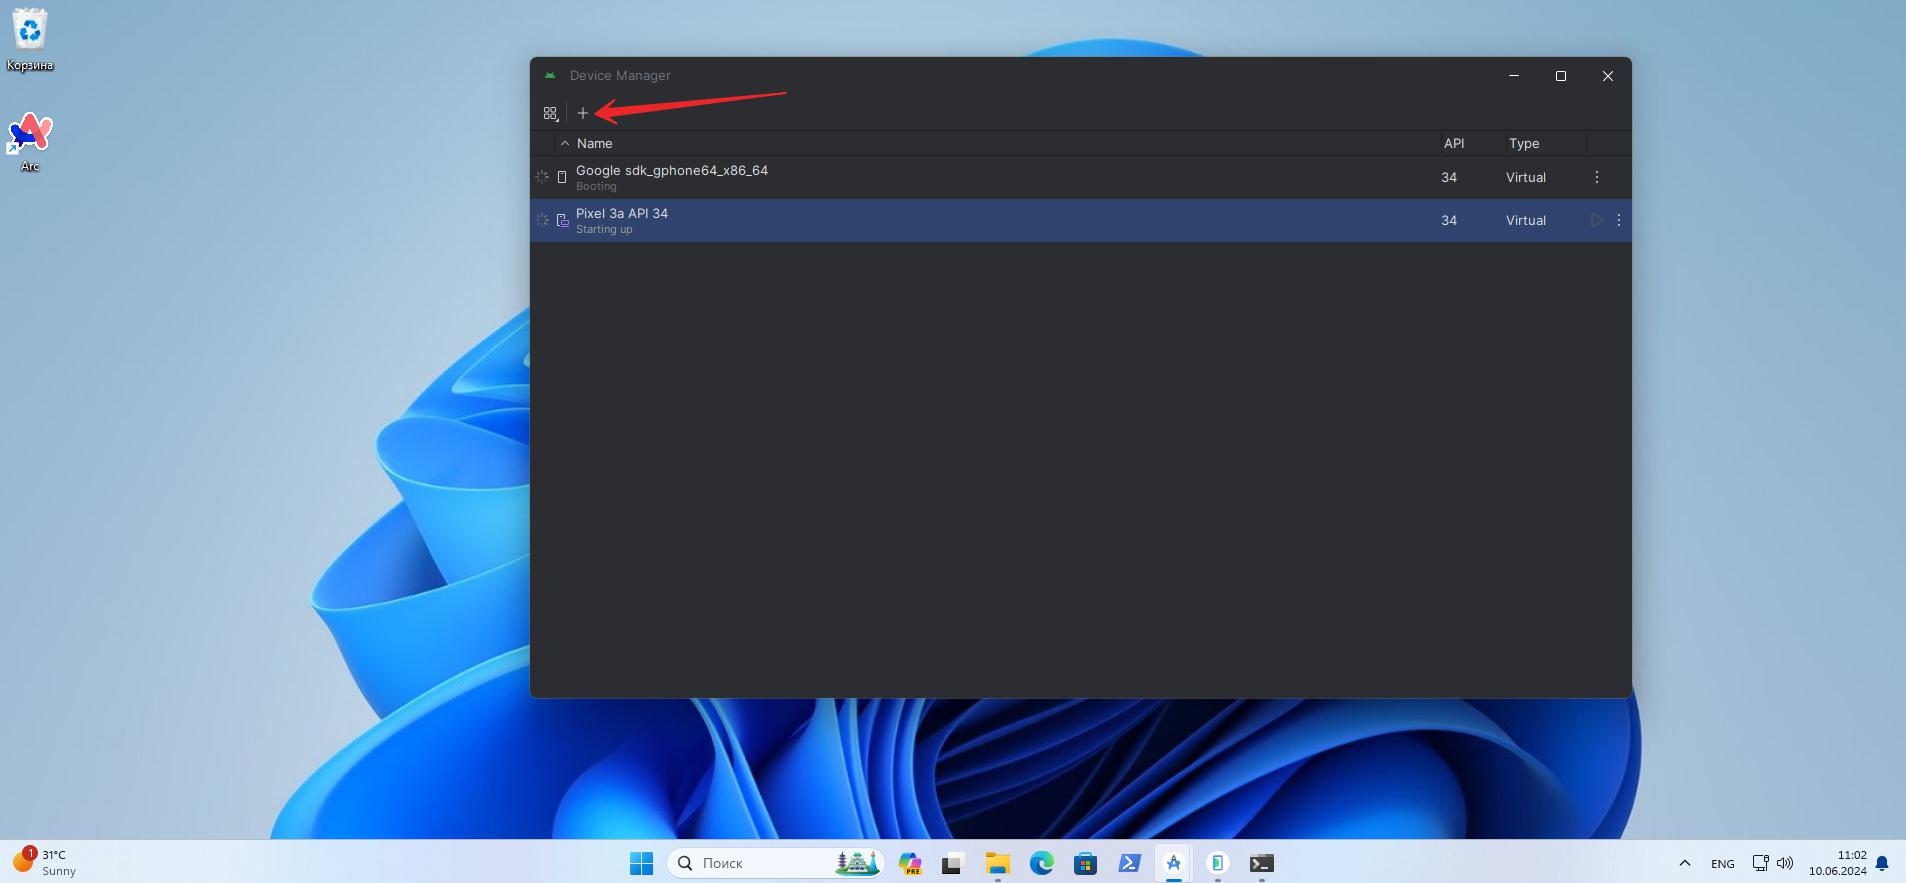 Корзина
Arc
Device Manager
Name
API
Type
Google sdk_gphone64_x86_64
Booting
34
Virtual
Pixel 3a API 34
Starting up
34
Virtual
1
31°C
Sunny
Поиск
PRE
ENG
11:02
10.06.2024